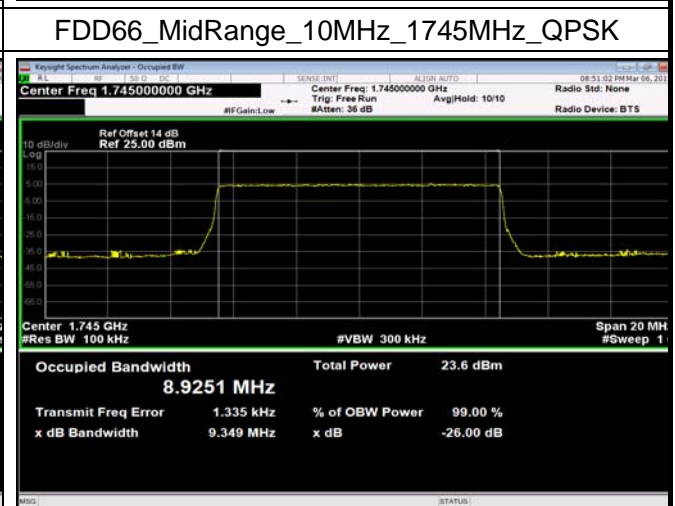 FDD66_MidRange_10MHz_1745MHz_QPSK
Keysight Spectrum Analyzer - Occupied BW
RL RF 50 Ω DC SENSE:INT ALIGN AUTO 08:51:02 PM Mar 06, 201
Center Freq 1.745000000 GHz
Center Freq: 1.745000000 GHz
Radio Std: None
Trig: Free Run Avg|Hold: 10/10
#IFGain:Low #Atten: 36 dB Radio Device: BTS
Ref Offset 14 dB
10 dB/div Ref 25.00 dBm
Log
15.0
5.00
-5.00
-15.0
-25.0
-35.0
-45.0
-55.0
-65.0
Center 1.745 GHz Span 20 MH
#Res BW 100 kHz #VBW 300 kHz #Sweep 1
Occupied Bandwidth Total Power 23.6 dBm
8.9251 MHz
Transmit Freq Error 1.335 kHz % of OBW Power 99.00 %
x dB Bandwidth 9.349 MHz x dB -26.00 dB
MSG STATUS